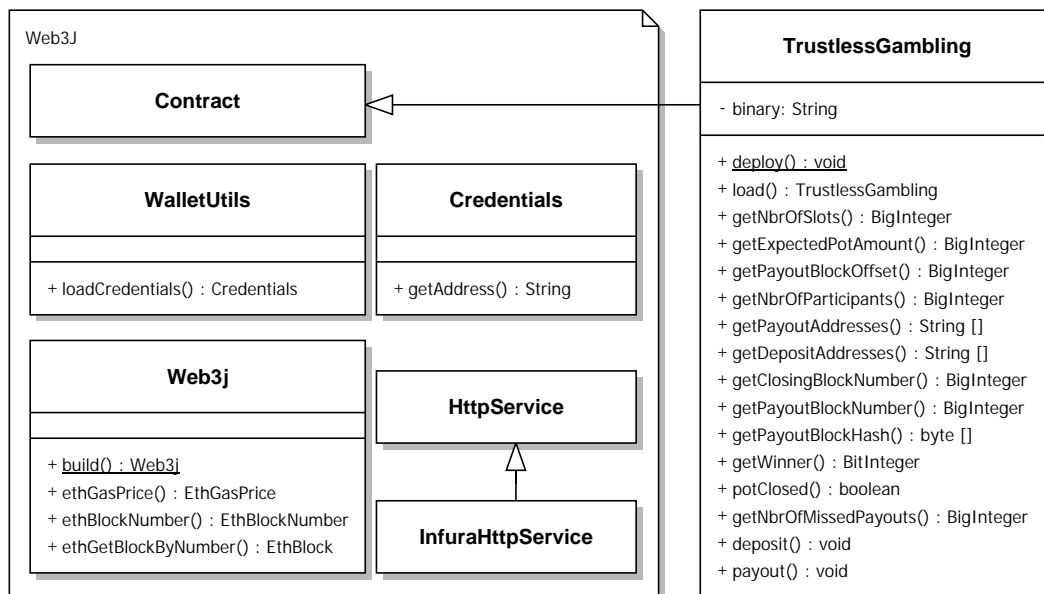 Web3J
Contract
WalletUtils
+ loadCredentials() : Credentials
Credentials
+ getAddress() : String
Web3j
+ build() : Web3j
+ ethGasPrice() : EthGasPrice
+ ethBlockNumber() : EthBlockNumber
+ ethGetBlockByNumber() : EthBlock
HttpService
InfuraHttpService
TrustlessGambling
- binary: String
+ deploy() : void
+ load() : TrustlessGambling
+ getNbrOfSlots() : BigInteger
+ getExpectedPotAmount() : BigInteger
+ getPayoutBlockOffset() : BigInteger
+ getNbrOfParticipants() : BigInteger
+ getPayoutAddresses() : String []
+ getDepositAddresses() : String []
+ getClosingBlockNumber() : BigInteger
+ getPayoutBlockNumber() : BigInteger
+ getPayoutBlockHash() : byte []
+ getWinner() : BitInteger
+ potClosed() : boolean
+ getNbrOfMissedPayouts() : BigInteger
+ deposit() : void
+ payout() : void